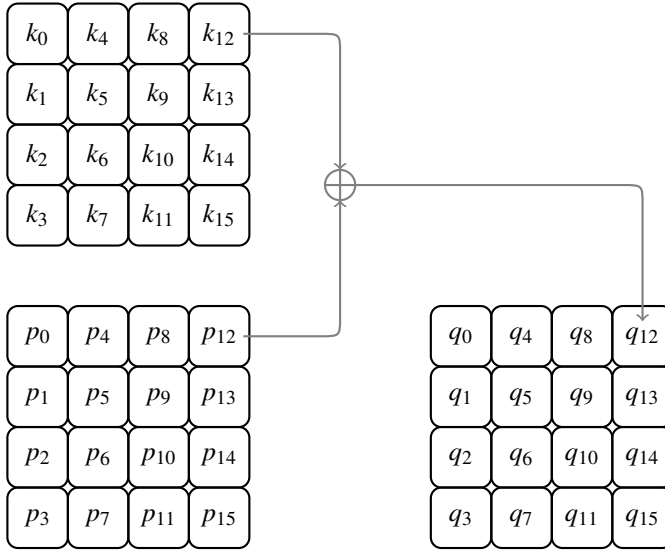 k₀ k₄ k₈ k₁₂
k₁ k₅ k₉ k₁₃
k₂ k₆ k₁₀ k₁₄
k₃ k₇ k₁₁ k₁₅
p₀ p₄ p₈ p₁₂
p₁ p₅ p₉ p₁₃
p₂ p₆ p₁₀ p₁₄
p₃ p₇ p₁₁ p₁₅
q₀ q₄ q₈ q₁₂
q₁ q₅ q₉ q₁₃
q₂ q₆ q₁₀ q₁₄
q₃ q₇ q₁₁ q₁₅